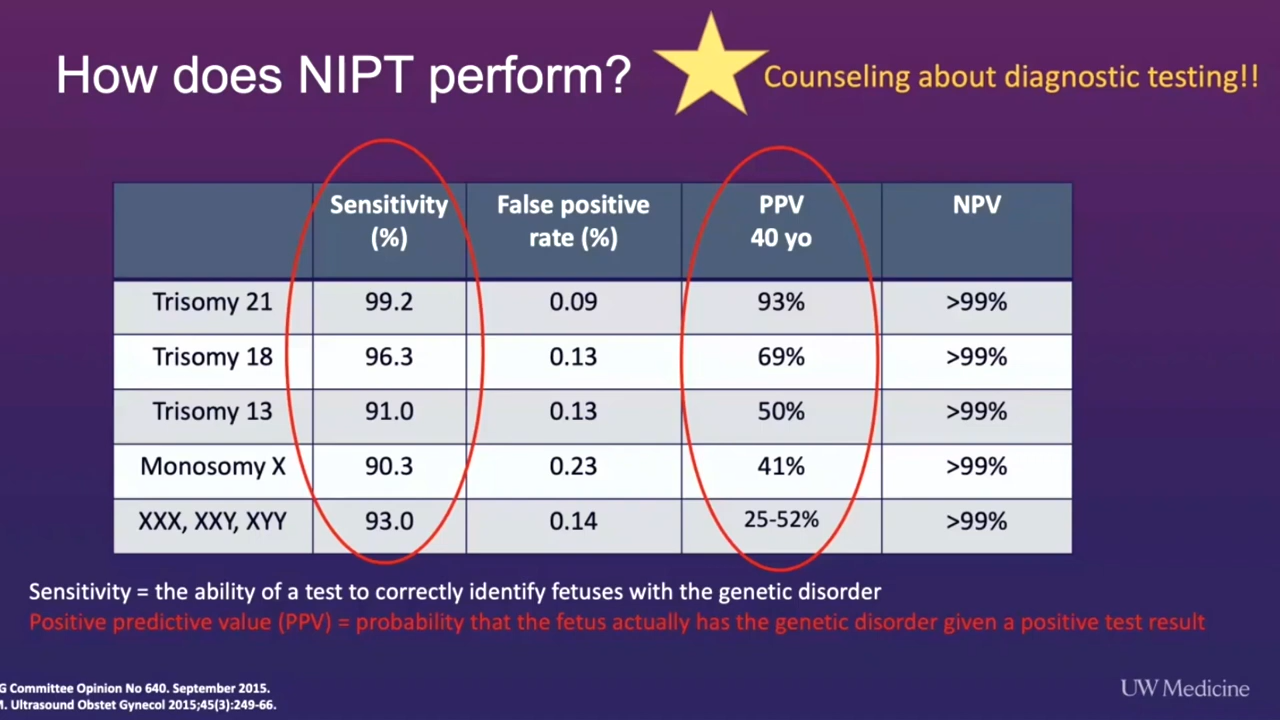 How does NIPT perform?
Counseling about diagnostic testing!!
Sensitivity (%) False positive rate (%) PPV 40 yo NPV
Trisomy 21 99.2 0.09 93% >99%
Trisomy 18 96.3 0.13 69% >99%
Trisomy 13 91.0 0.13 50% >99%
Monosomy X 90.3 0.23 41% >99%
XXX, XXY, XYY 93.0 0.14 25-52% >99%
Sensitivity = the ability of a test to correctly identify fetuses with the genetic disorder
Positive predictive value (PPV) = probability that the fetus actually has the genetic disorder given a positive test result
G Committee Opinion No 640. September 2015.
M. Ultrasound Obstet Gynecol 2015;45(3):249-66.
UW Medicine